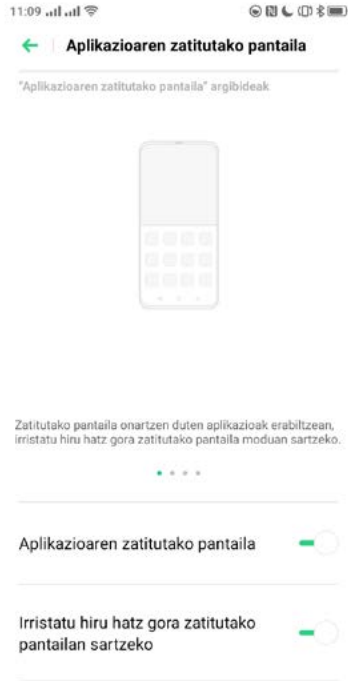 11:09
Aplikazioaren zatitutako pantaila
"Aplikazioaren zatitutako pantaila" argibideak
Zatitutako pantaila onartzen duten aplikazioak erabiltzean,
irristatu hiru hatz gora zatitutako pantaila moduan sartzeko.
Aplikazioaren zatitutako pantaila
Irristatu hiru hatz gora zatitutako
pantailan sartzeko